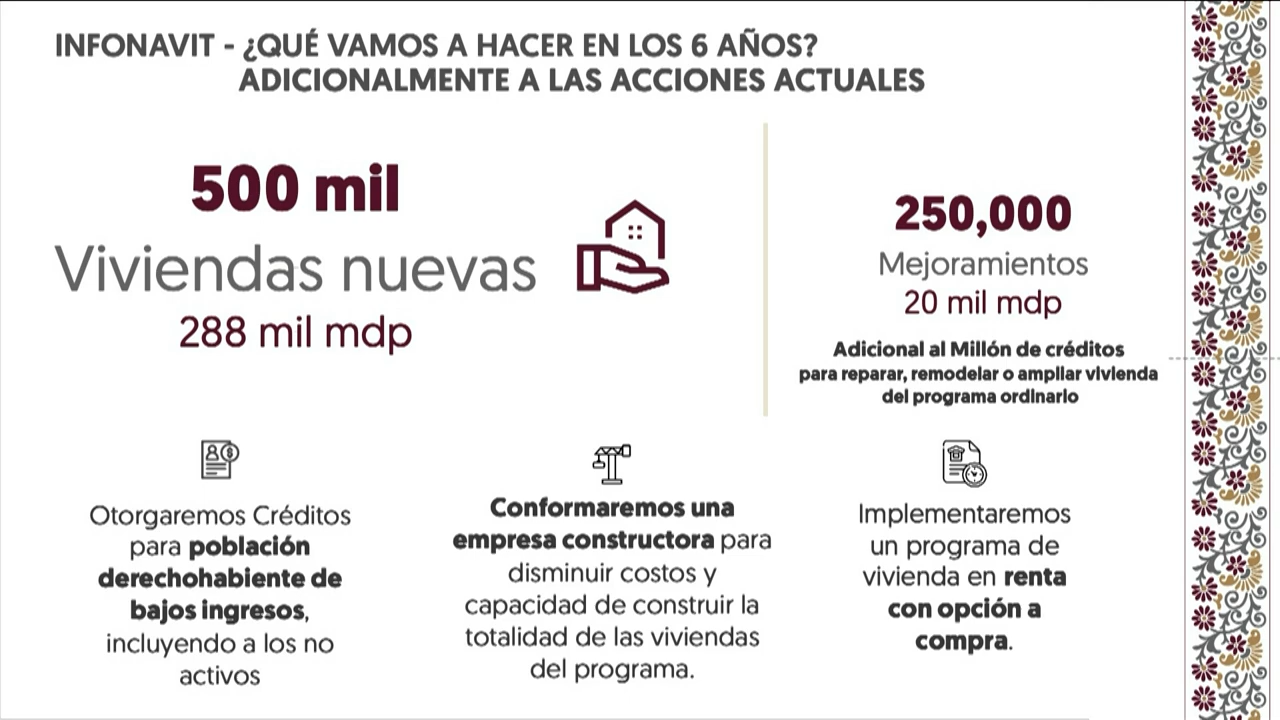 INFONAVIT - ¿QUÉ VAMOS A HACER EN LOS 6 AÑOS?
ADICIONALMENTE A LAS ACCIONES ACTUALES
500 mil
Viviendas nuevas
288 mil mdp
250,000
Mejoramientos
20 mil mdp
Adicional al Millón de créditos
para reparar, remodelar o ampliar vivienda
del programa ordinario
Otorgaremos Créditos
para población
derechohabiente de
bajos ingresos,
incluyendo a los no
activos
Conformaremos una
empresa constructora para
disminuir costos y
capacidad de construir la
totalidad de las viviendas
del programa.
Implementaremos
un programa de
vivienda en renta
con opción a
compra.